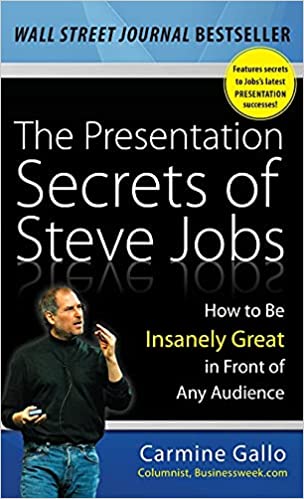 WALL STREET JOURNAL BESTSELLER
Features secrets
to Jobs's latest
PRESENTATION
successes!
The Presentation
Secrets of
Steve Jobs
How to Be
Insanely Great
in Front of
Any Audience
Carmine Gallo
Columnist, Businessweek.com